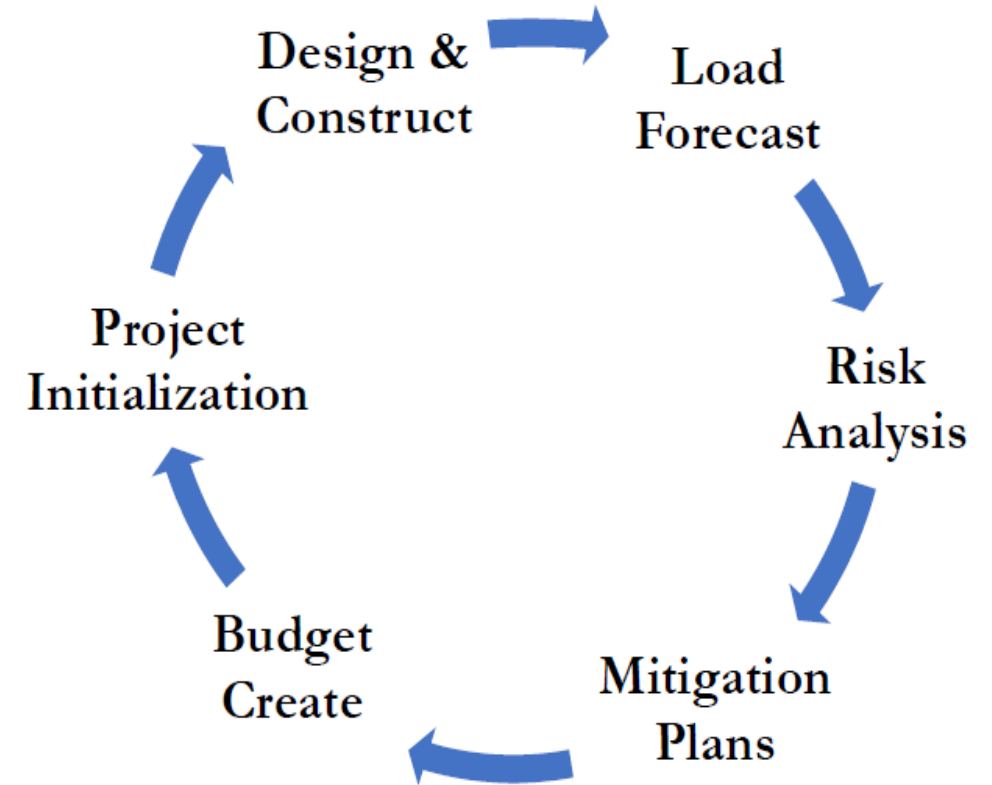 Design &
Construct
Load
Forecast
Risk
Analysis
Mitigation
Plans
Budget
Create
Project
Initialization